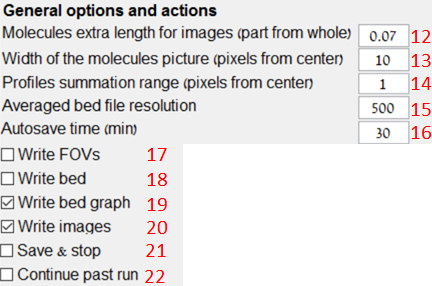 General options and actions
Molecules extra length for images (part from whole) 0.07 12
Width of the molecules picture (pixels from center) 10 13
Profiles summation range (pixels from center) 1 14
Averaged bed file resolution 500 15
Autosave time (min) 30 16
Write FOVs 17
Write bed 18
Write bed graph 19
Write images 20
Save & stop 21
Continue past run 22